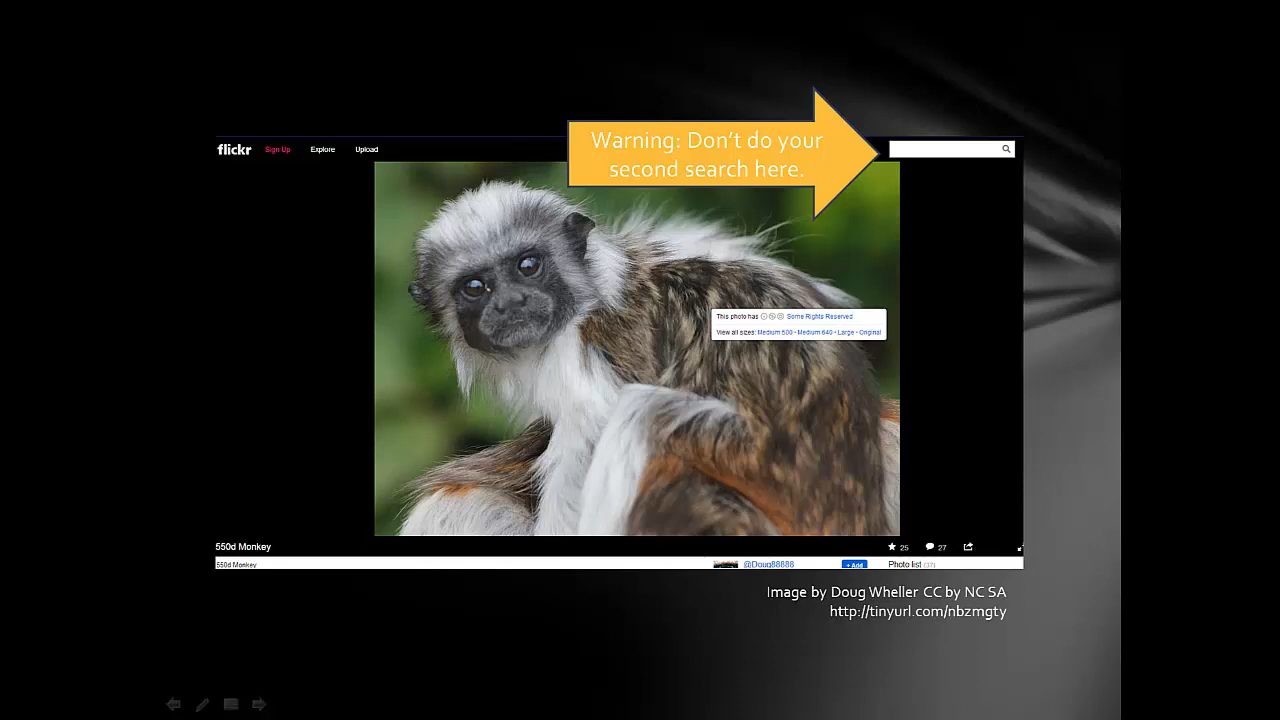 Warning: Don't do your
second search here.
flickr Sign Up Explore Upload
This photo has Some Rights Reserved
View all sizes: Medium 500 • Medium 640 • Large • Original
550d Monkey
25 27
550d Monkey @Doug88888 + Add Photo list (37)
Image by Doug Wheller CC by NC SA
http://tinyurl.com/nbzmgty